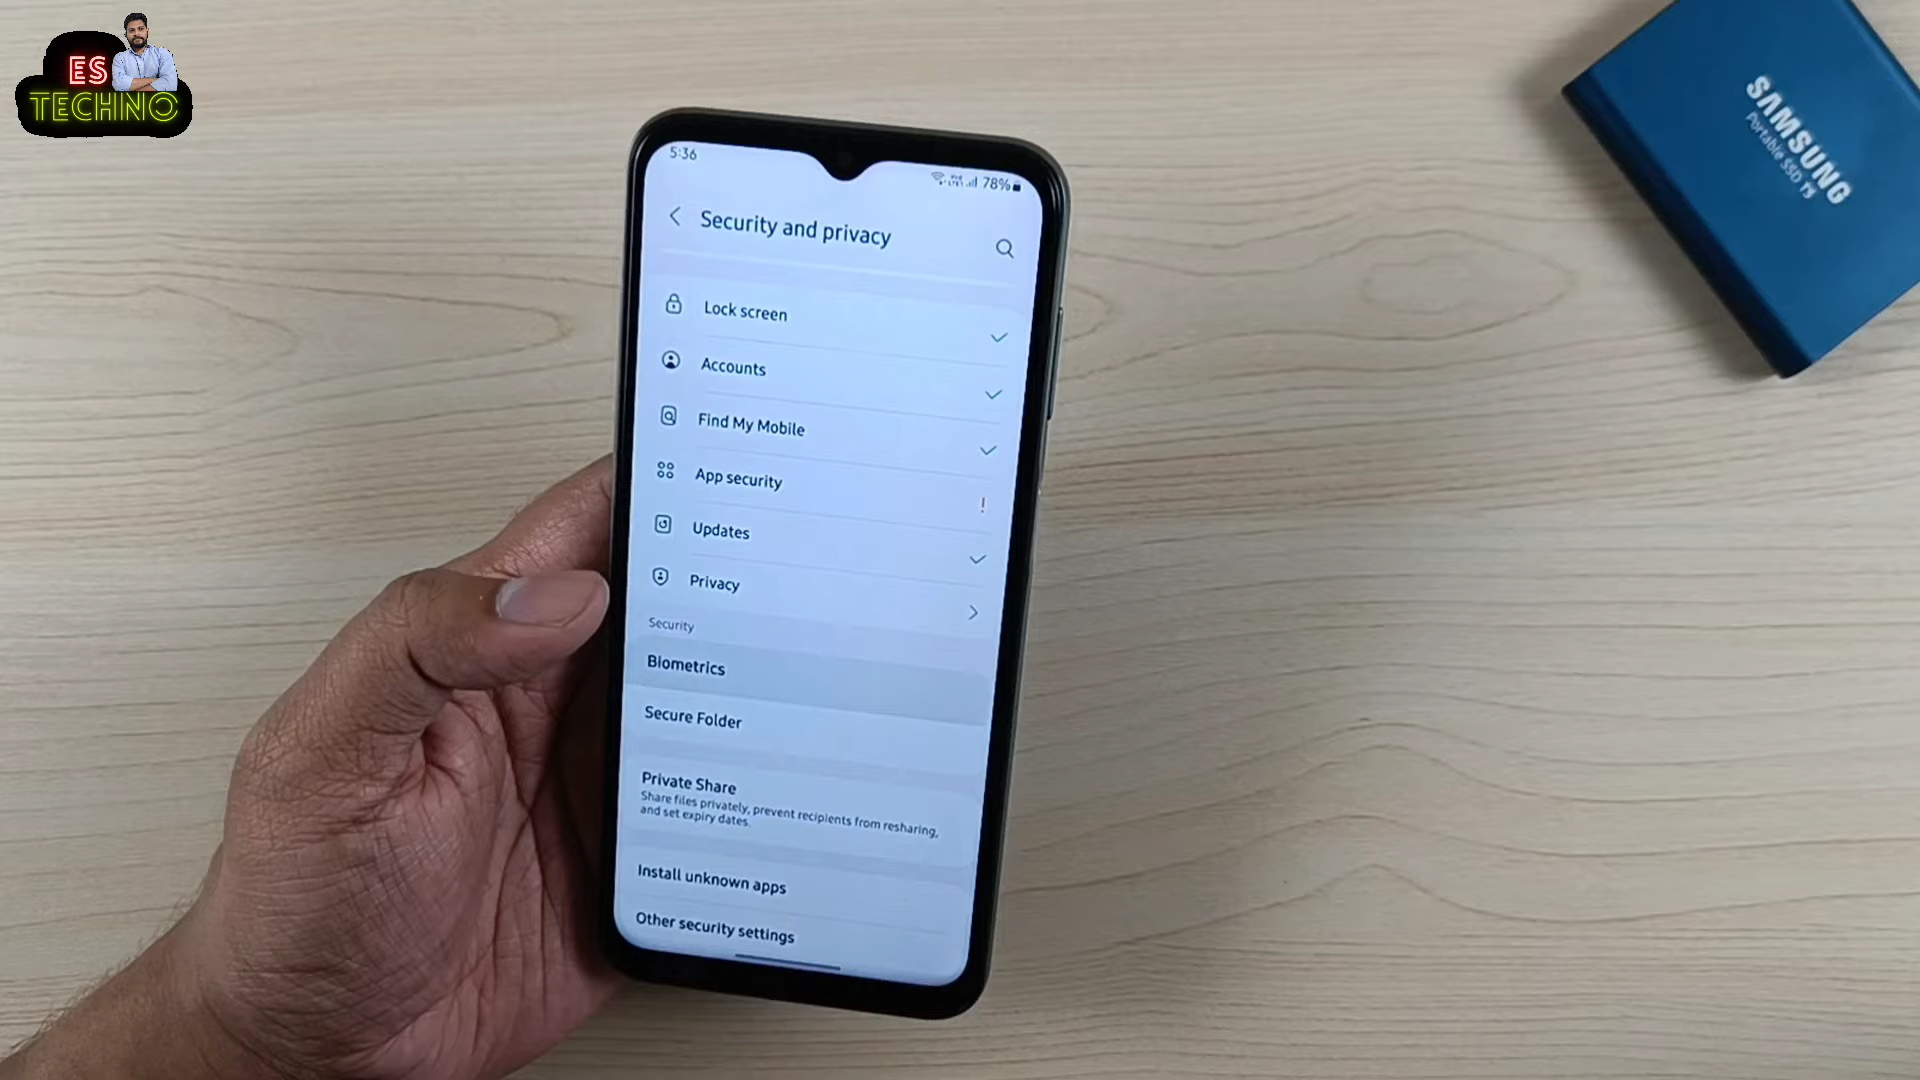 ES
TECHNO
5:36
78%
Security and privacy
Lock screen
Accounts
Find My Mobile
App security
Updates
Privacy
Security
Biometrics
Secure Folder
Private Share
Share files privately, prevent recipients from resharing,
and set expiry dates.
Install unknown apps
Other security settings
SAMSUNG
Portable SSD T5